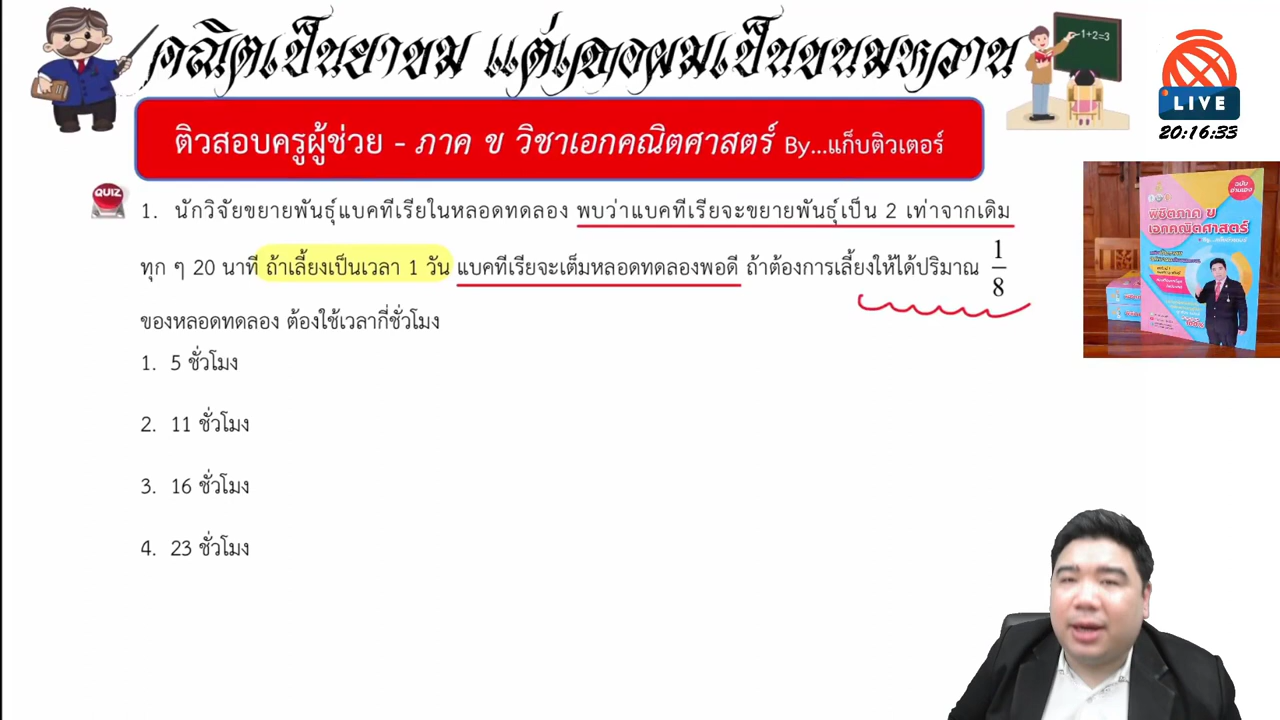 คณิตเป็นยาขม แต่เจอผมเป็นขนมหวาน
-1+2=3
LIVE
20:16:33
ติวสอบครูผู้ช่วย - ภาค ข วิชาเอกคณิตศาสตร์ By...แก็บติวเตอร์
QUIZ
1. นักวิจัยขยายพันธุ์แบคทีเรียในหลอดทดลอง พบว่าแบคทีเรียจะขยายพันธุ์เป็น 2 เท่าจากเดิม
ทุก ๆ 20 นาที ถ้าเลี้ยงเป็นเวลา 1 วัน แบคทีเรียจะเต็มหลอดทดลองพอดี ถ้าต้องการเลี้ยงให้ได้ปริมาณ 1/8
ของหลอดทดลอง ต้องใช้เวลากี่ชั่วโมง
1. 5 ชั่วโมง
2. 11 ชั่วโมง
3. 16 ชั่วโมง
4. 23 ชั่วโมง
พิชิตภาค ข
เอกคณิตศาสตร์